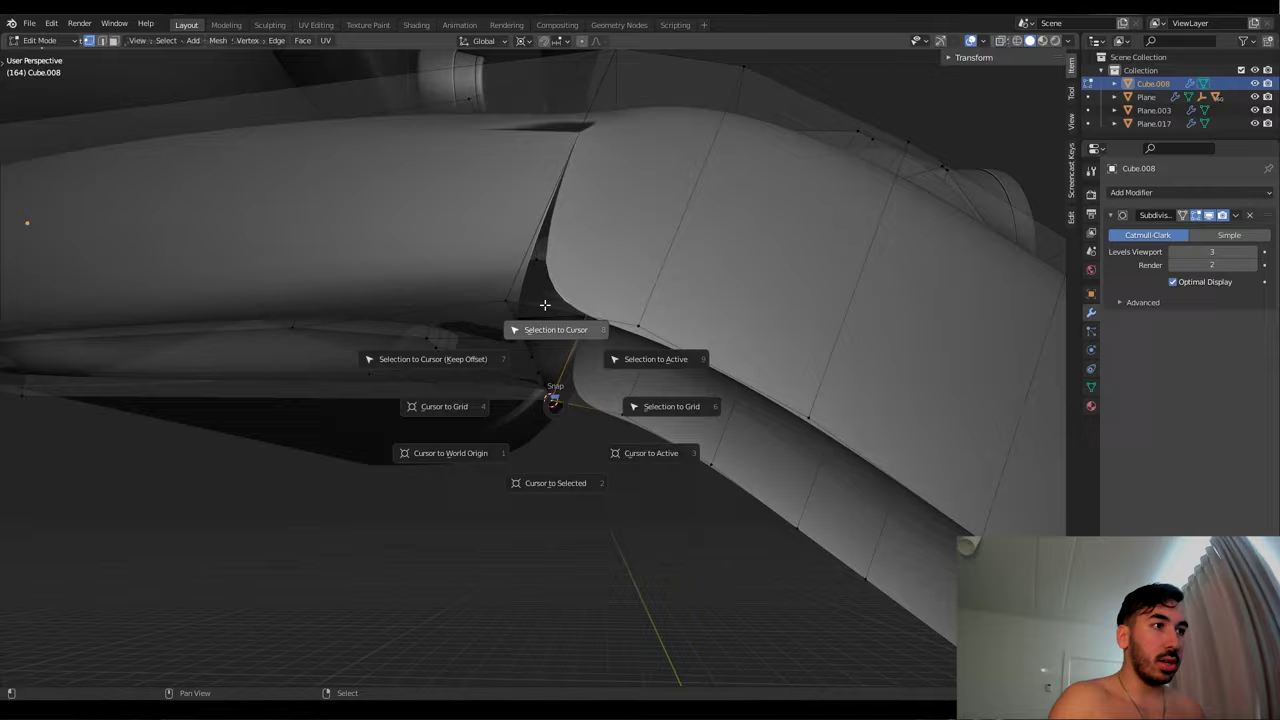 File Edit Render Window Help Layout Modeling Sculpting UV Editing Texture Paint Shading Animation Rendering Compositing Geometry Nodes Scripting + Scene ViewLayer
Edit Mode View Select Add Mesh Vertex Edge Face UV Global
User Perspective
(164) Cube.008
Transform
Item
Tool
View
Screencast Keys
Edit
Scene Collection
Collection
Cube.008
Plane
Plane.003
Plane.017
Cube.008
Add Modifier
Subdivis...
Catmull-Clark Simple
Levels Viewport 3
Render 2
Optimal Display
Advanced
Selection to Cursor 8
Selection to Cursor (Keep Offset) 7
Selection to Active 9
Snap
Cursor to Grid 4
Selection to Grid 6
Cursor to World Origin 1
Cursor to Active 3
Cursor to Selected 2
Pan View
Select